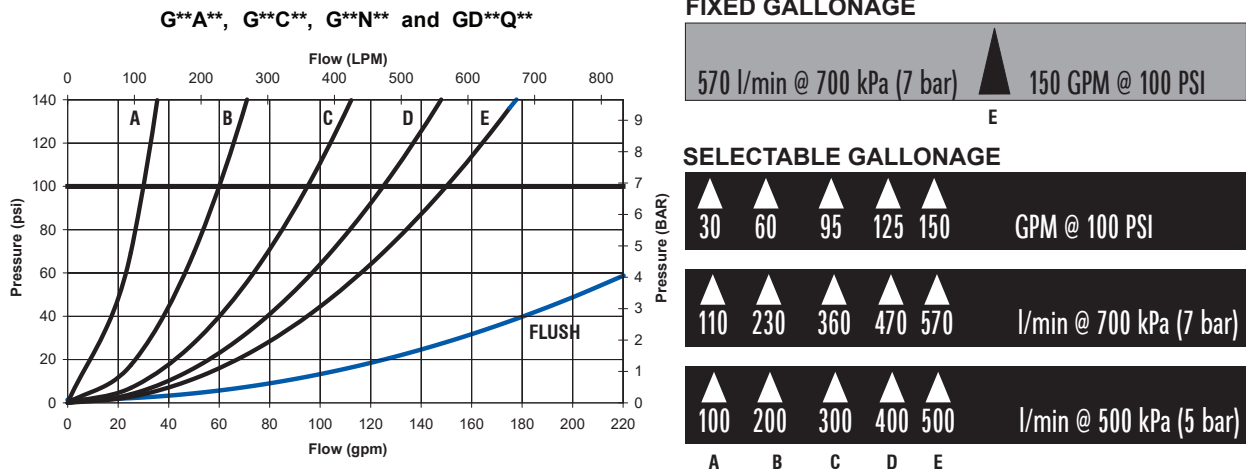 G**A**, G**C**, G**N** and GD**Q**
Flow (LPM)
0 100 200 300 400 500 600 700 800
140
120
100
80
60
40
20
0
Pressure (psi)
A B C D E
FLUSH
9
8
7
6
5
4
3
2
1
0
Pressure (BAR)
0 20 40 60 80 100 120 140 160 180 200 220
Flow (gpm)
FIXED GALLONAGE
570 l/min @ 700 kPa (7 bar) 150 GPM @ 100 PSI
E
SELECTABLE GALLONAGE
30 60 95 125 150 GPM @ 100 PSI
110 230 360 470 570 l/min @ 700 kPa (7 bar)
100 200 300 400 500 l/min @ 500 kPa (5 bar)
A B C D E